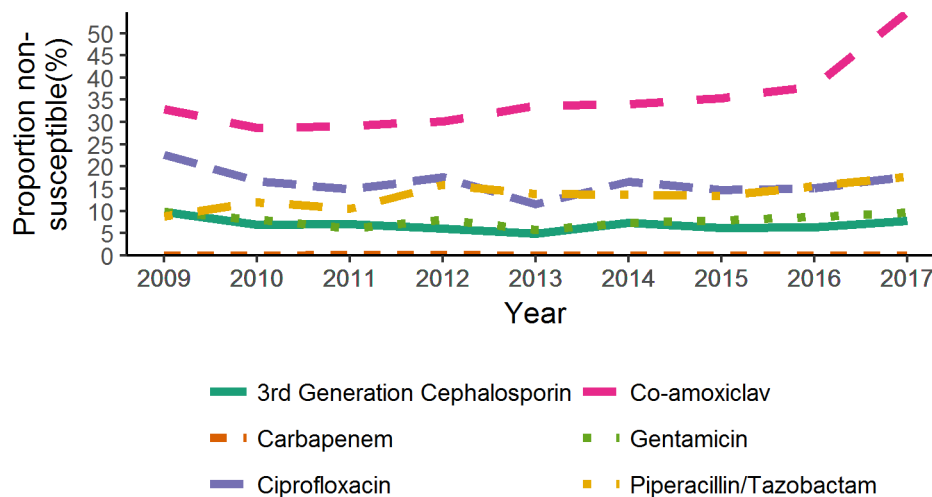 Proportion non-
susceptible(%)
50
45
40
35
30
25
20
15
10
5
0
2009 2010 2011 2012 2013 2014 2015 2016 2017
Year
3rd Generation Cephalosporin Co-amoxiclav
Carbapenem Gentamicin
Ciprofloxacin Piperacillin/Tazobactam